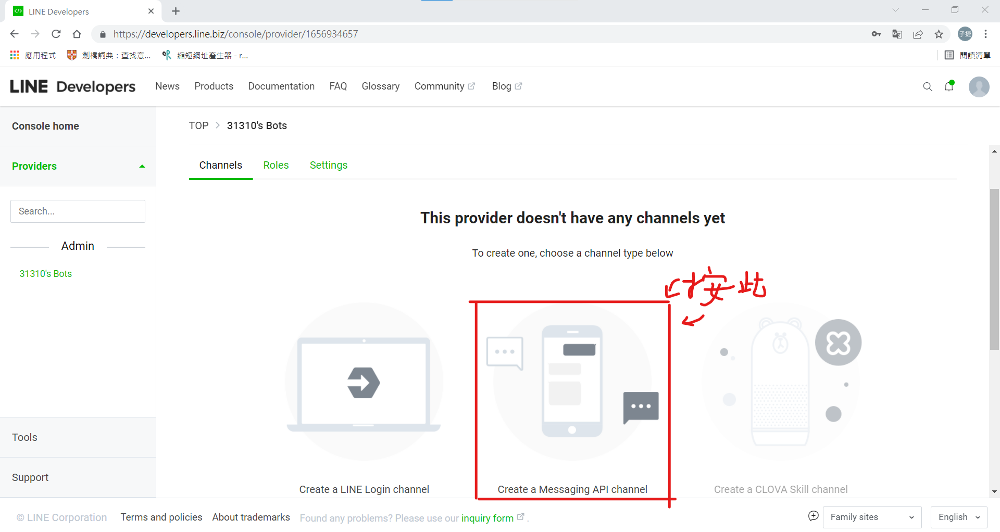 LINE Developers
https://developers.line.biz/console/provider/1656934657
子捷
應用程式
劍橋詞典：查找意...
縮短網址產生器 - r...
閱讀清單
LINE Developers
News
Products
Documentation
FAQ
Glossary
Community
Blog
Console home
Providers
Search...
Admin
31310's Bots
Tools
Support
TOP
31310's Bots
Channels
Roles
Settings
This provider doesn't have any channels yet
To create one, choose a channel type below
按此
Create a LINE Login channel
Create a Messaging API channel
Create a CLOVA Skill channel
© LINE Corporation
Terms and policies
About trademarks
Found any problems? Please use our inquiry form .
Family sites
English